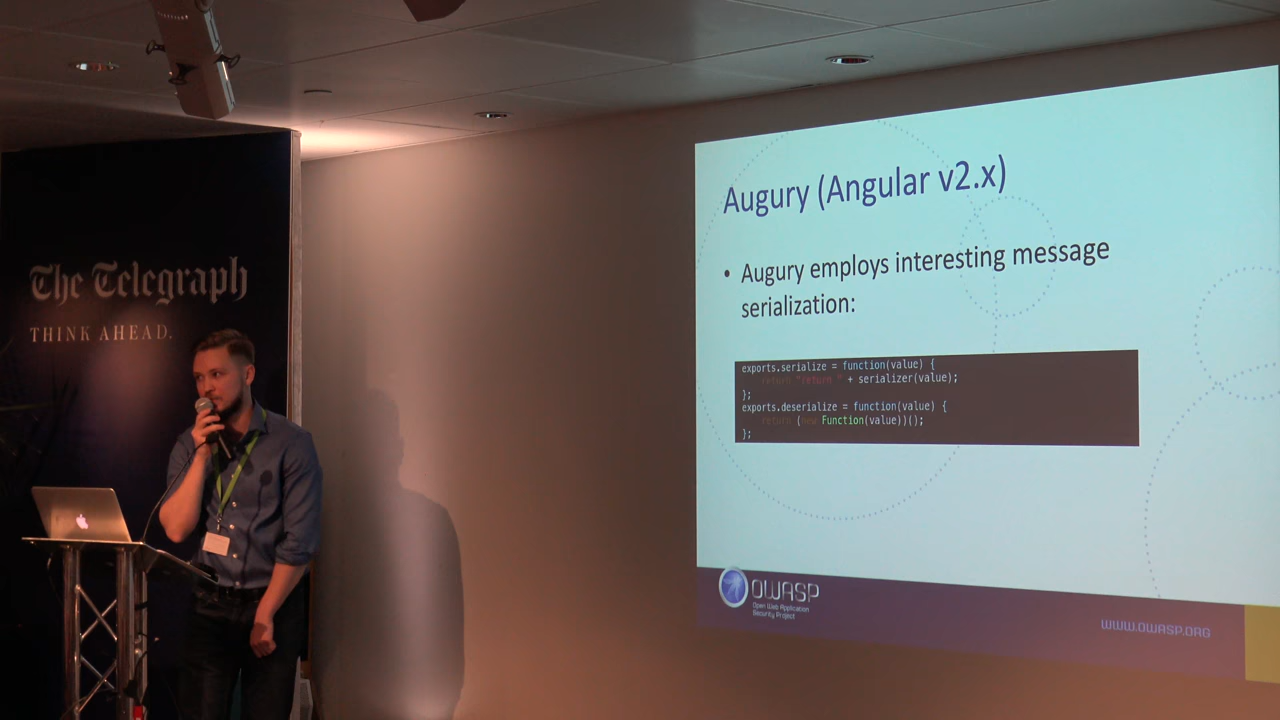 The Telegraph
THINK AHEAD.
Augury (Angular v2.x)
• Augury employs interesting message
serialization:
exports.serialize = function(value) {
return "return " + serializer(value);
};
exports.deserialize = function(value) {
return (new Function(value))();
};
OWASP
Open Web Application
Security Project
WWW.OWASP.ORG